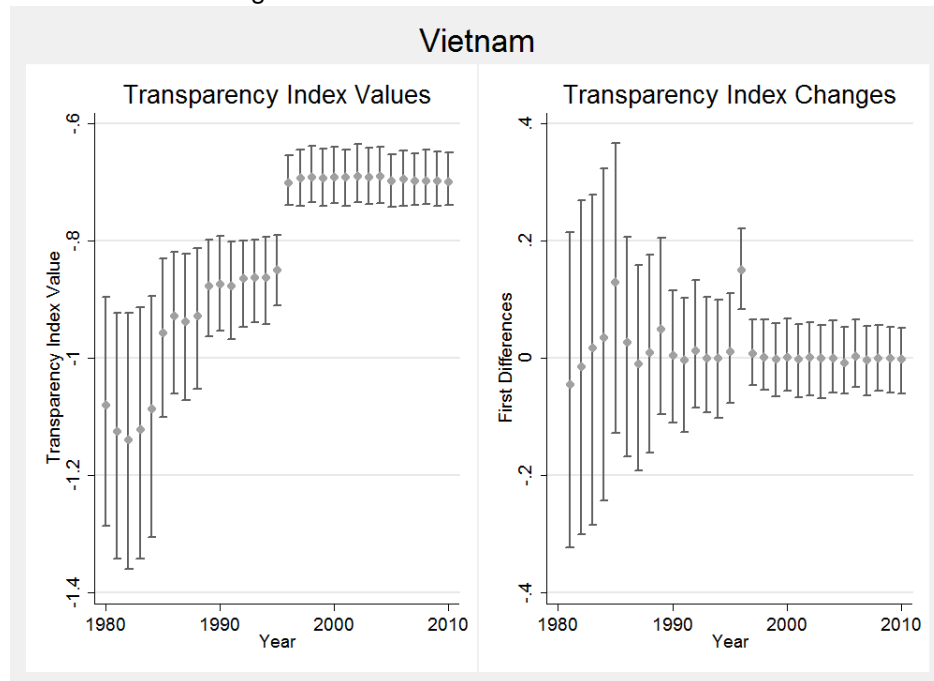 Vietnam
Transparency Index Values
Transparency Index Value
-.6
-.8
-1
-1.2
-1.4
1980
1990
2000
2010
Year
Transparency Index Changes
First Differences
.4
.2
0
-.2
-.4
1980
1990
2000
2010
Year